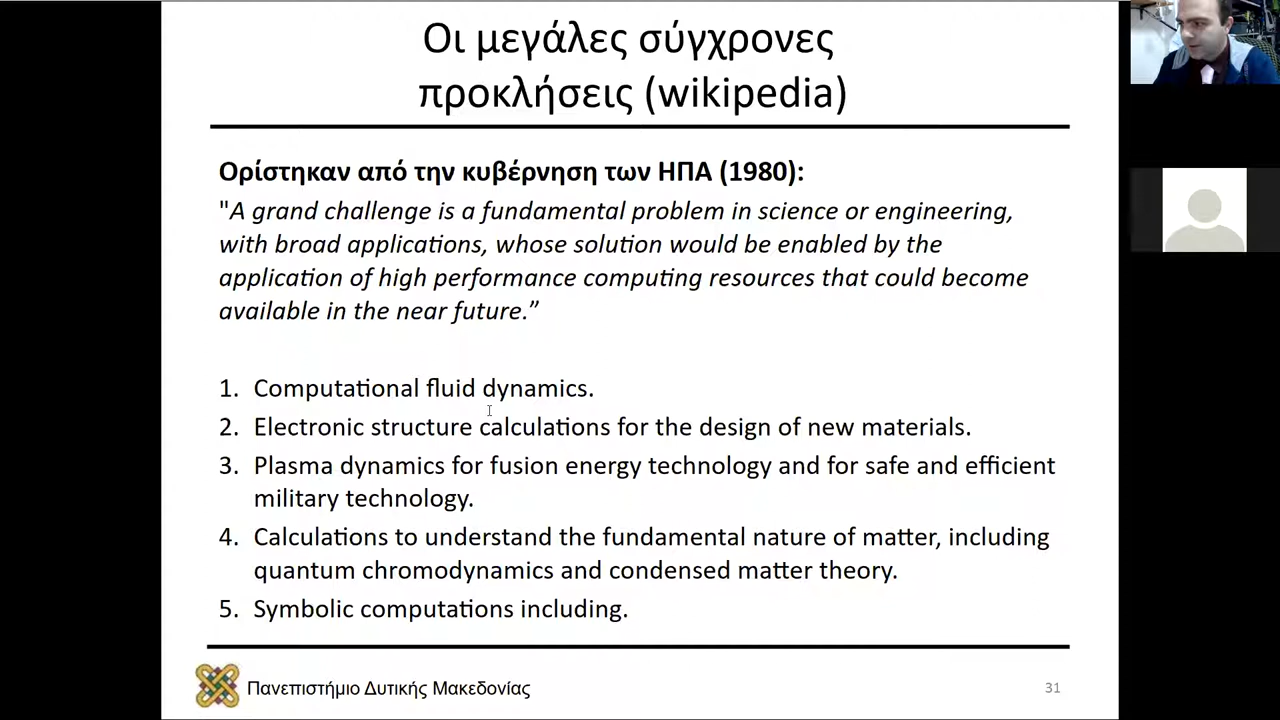 Οι μεγάλες σύγχρονες
προκλήσεις (wikipedia)
Ορίστηκαν από την κυβέρνηση των ΗΠΑ (1980):
"A grand challenge is a fundamental problem in science or engineering,
with broad applications, whose solution would be enabled by the
application of high performance computing resources that could become
available in the near future.”
1. Computational fluid dynamics.
2. Electronic structure calculations for the design of new materials.
3. Plasma dynamics for fusion energy technology and for safe and efficient
military technology.
4. Calculations to understand the fundamental nature of matter, including
quantum chromodynamics and condensed matter theory.
5. Symbolic computations including.
Πανεπιστήμιο Δυτικής Μακεδονίας
31